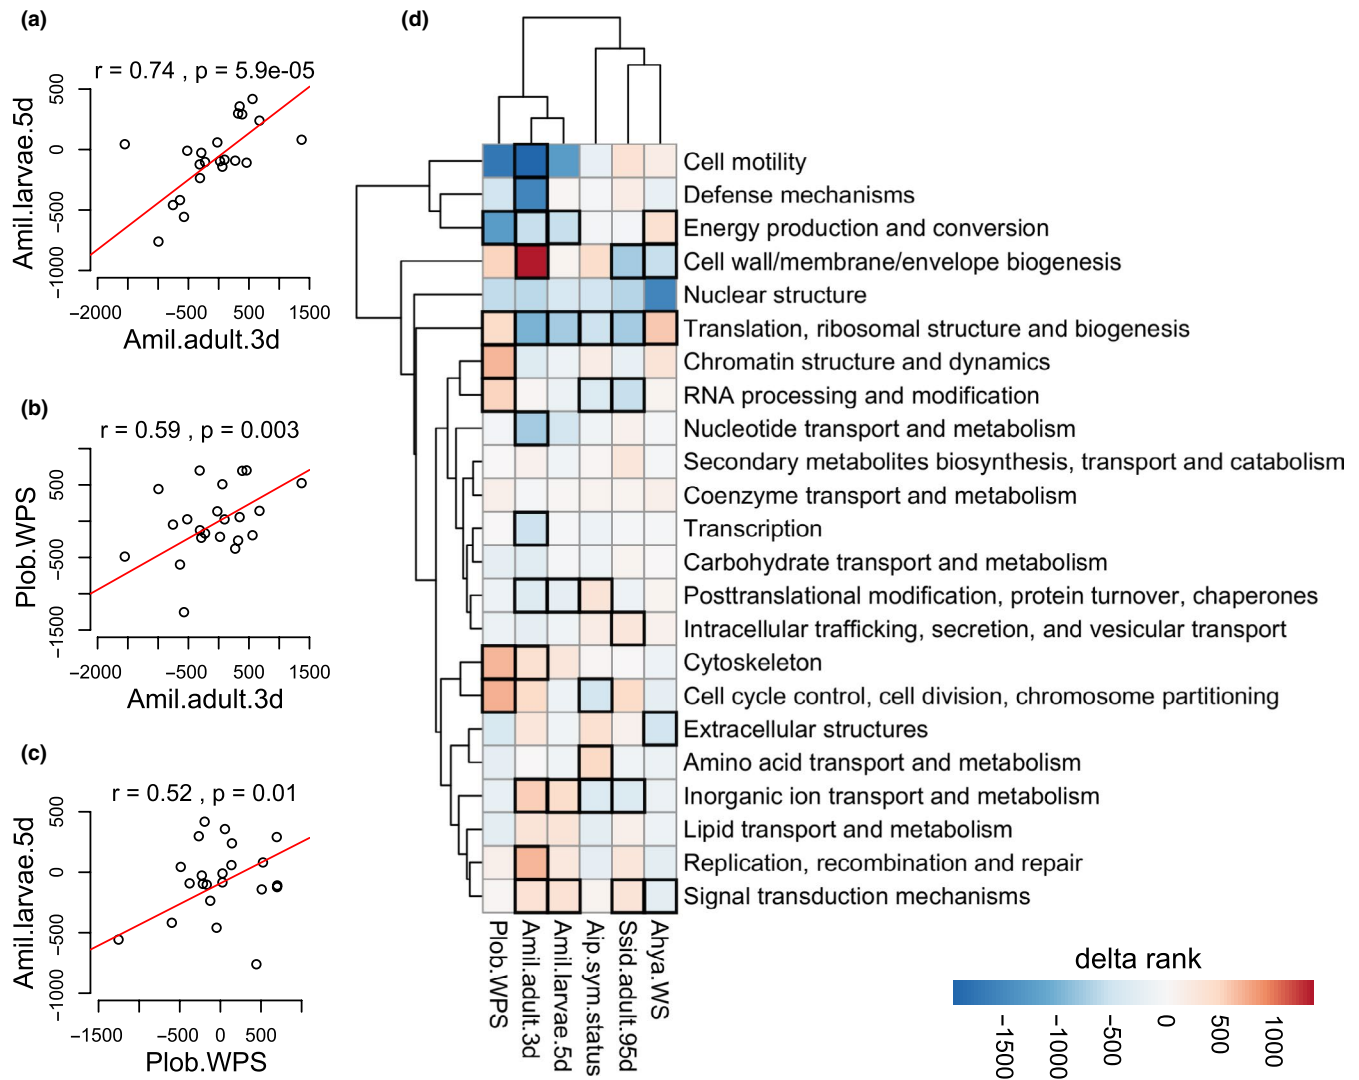 (a)
r = 0.74 , p = 5.9e-05
Amil.larvae.5d
500
0
−500
−1000
−2000 −500 0 500 1500
Amil.adult.3d
(b)
r = 0.59 , p = 0.003
Plob.WPS
500
−500
−1500
−2000 −500 0 500 1500
Amil.adult.3d
(c)
r = 0.52 , p = 0.01
Amil.larvae.5d
500
0
−500
−1000
−1500 −500 0 500
Plob.WPS
(d)
Cell motility
Defense mechanisms
Energy production and conversion
Cell wall/membrane/envelope biogenesis
Nuclear structure
Translation, ribosomal structure and biogenesis
Chromatin structure and dynamics
RNA processing and modification
Nucleotide transport and metabolism
Secondary metabolites biosynthesis, transport and catabolism
Coenzyme transport and metabolism
Transcription
Carbohydrate transport and metabolism
Posttranslational modification, protein turnover, chaperones
Intracellular trafficking, secretion, and vesicular transport
Cytoskeleton
Cell cycle control, cell division, chromosome partitioning
Extracellular structures
Amino acid transport and metabolism
Inorganic ion transport and metabolism
Lipid transport and metabolism
Replication, recombination and repair
Signal transduction mechanisms
Plob.WPS
Amil.adult.3d
Amil.larvae.5d
Aip.sym.status
Ssid.adult.95d
Ahya.WS
delta rank
−1500
−1000
−500
0
500
1000